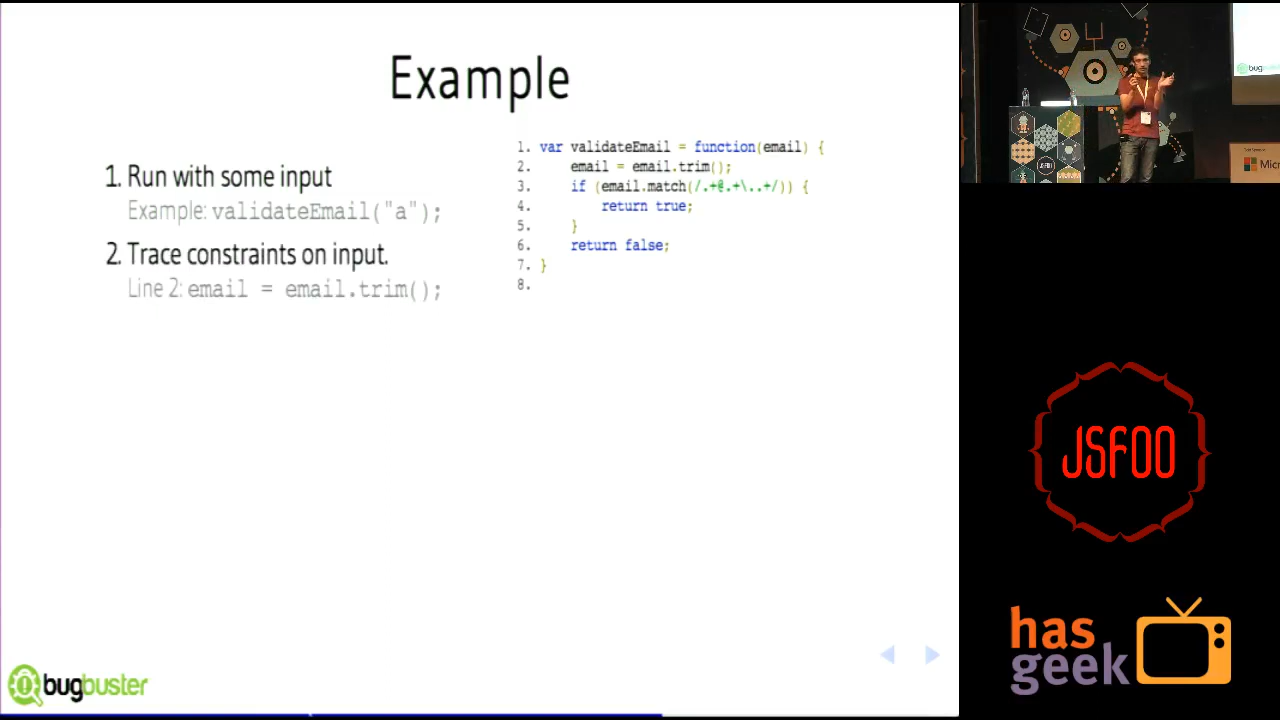 Example
1. Run with some input
Example: validateEmail("a");
2. Trace constraints on input.
Line 2: email = email.trim();
1. var validateEmail = function(email) {
2. email = email.trim();
3. if (email.match(/.+@.+\..+/)) {
4. return true;
5. }
6. return false;
7. }
8.
bugbuster
JSFOO
has
geek